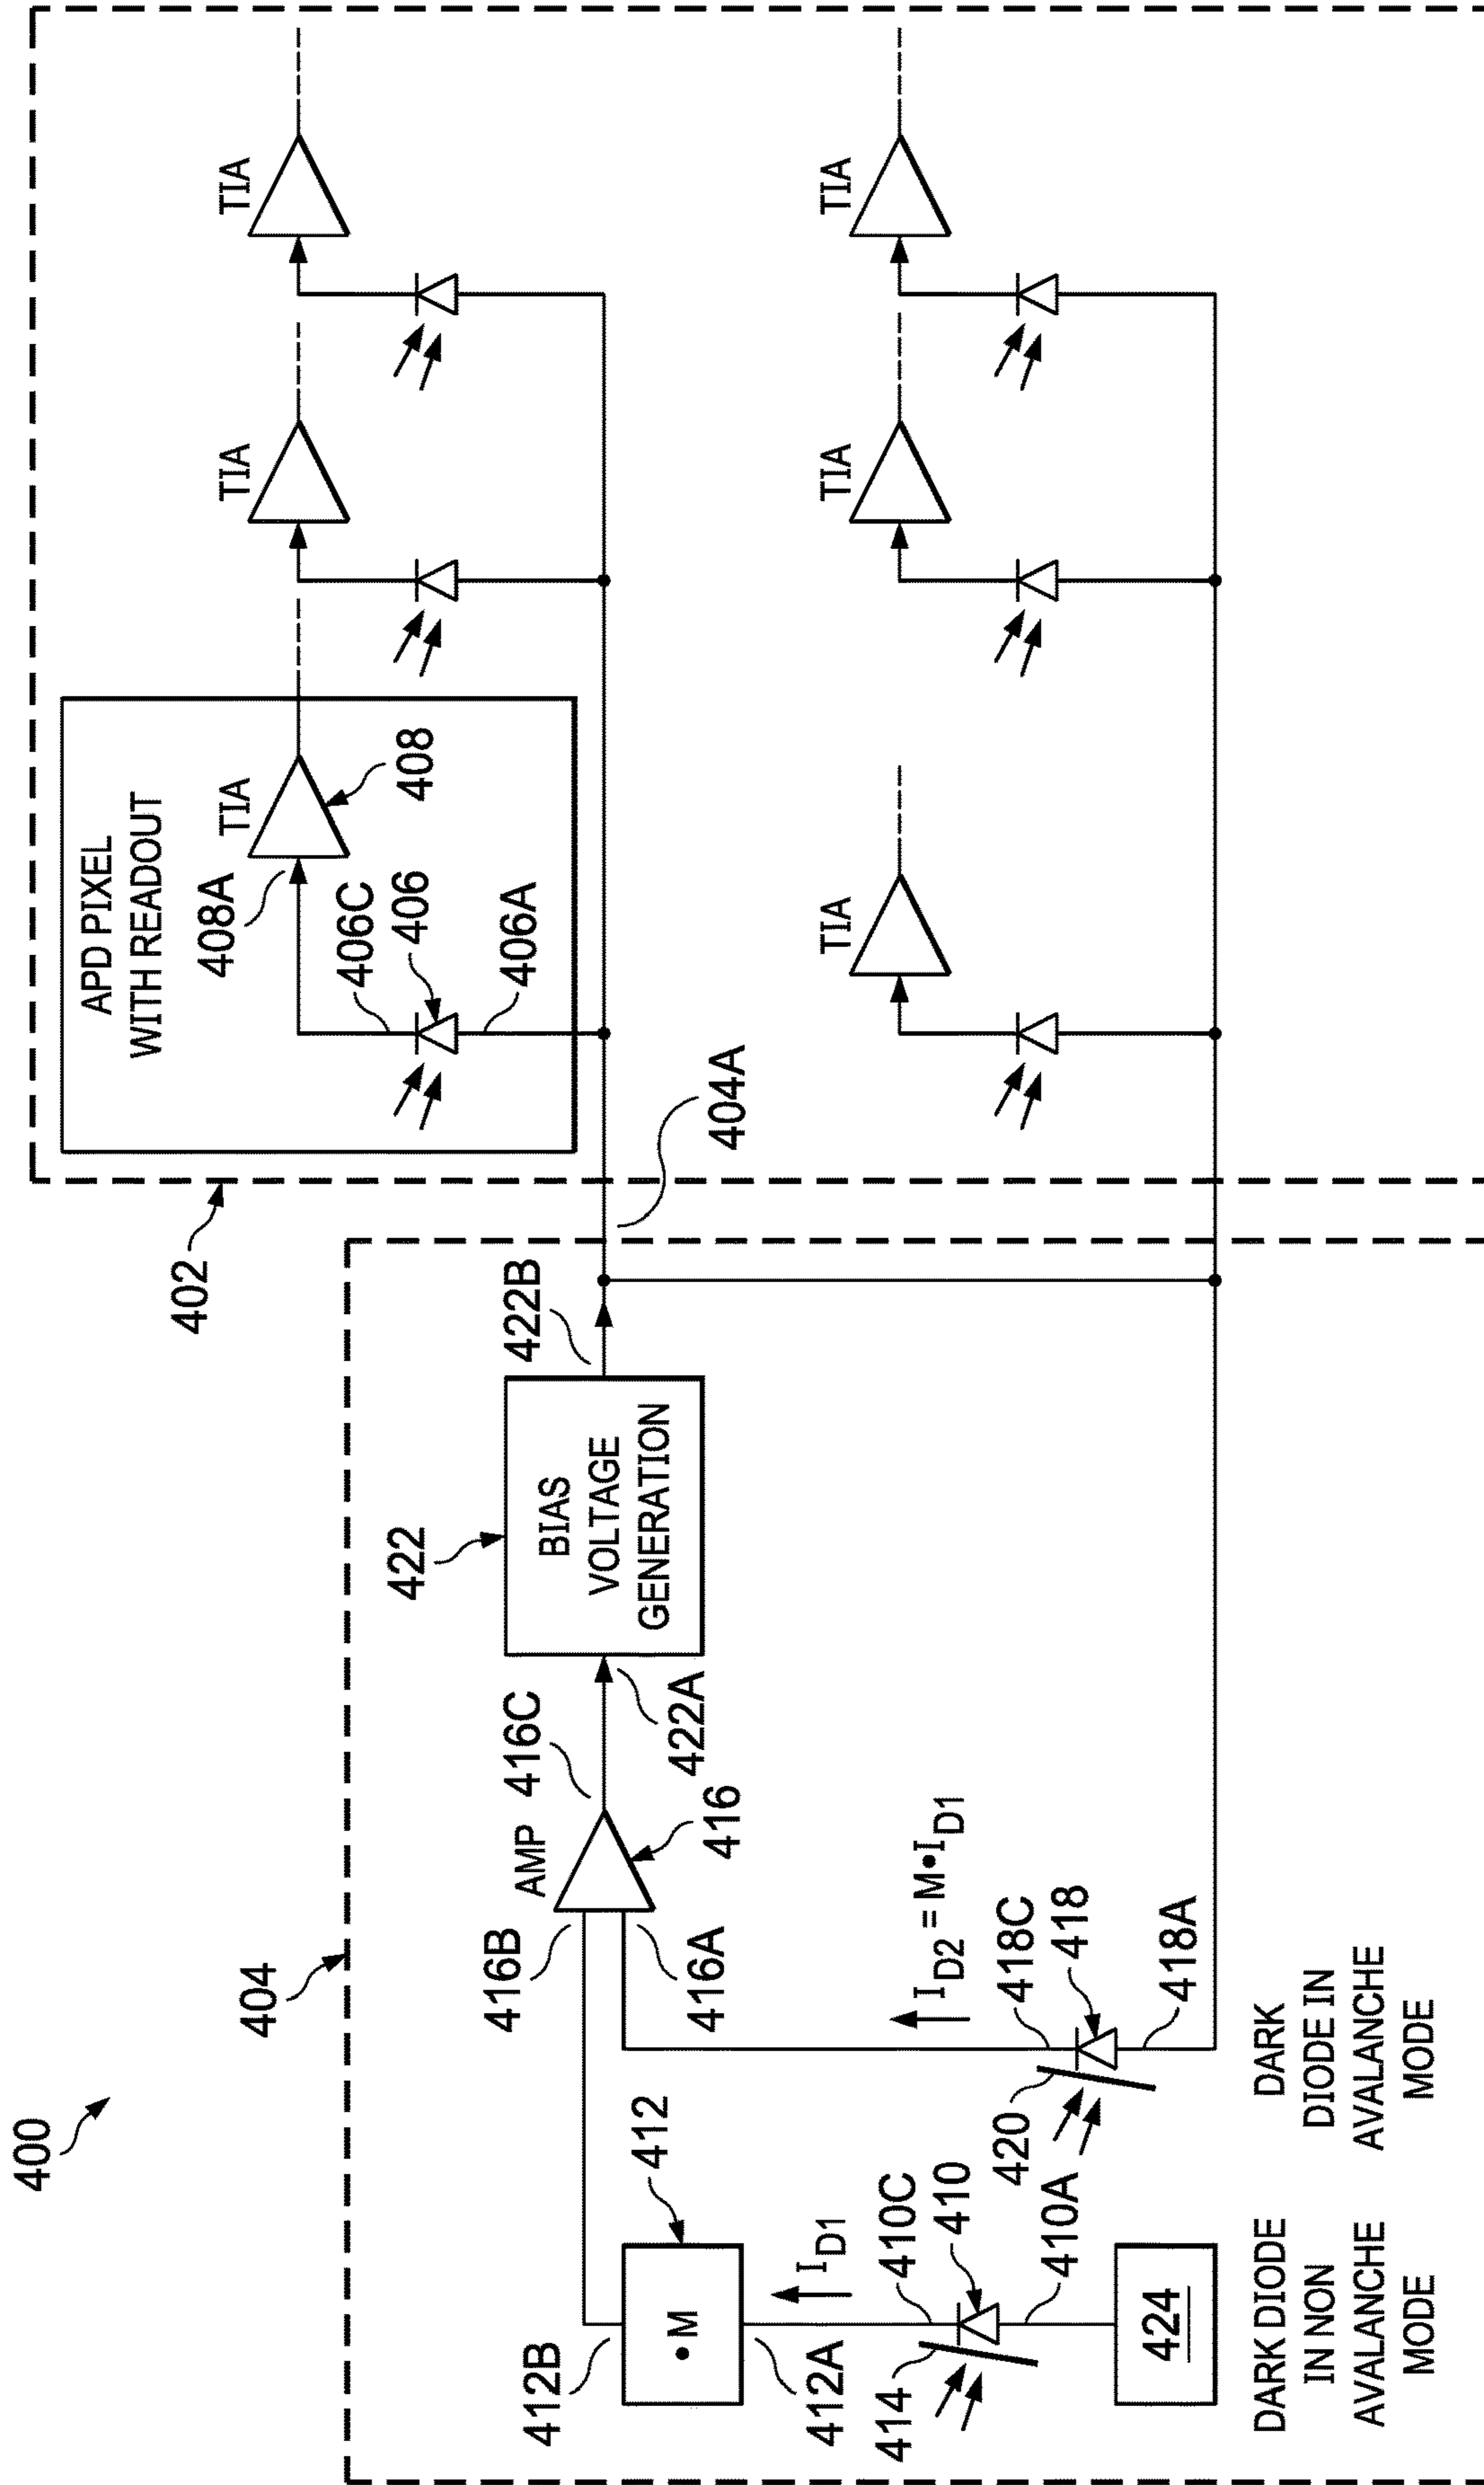 400
402
APD PIXEL
WITH READOUT
TIA
408
408A
406C
406
406A
TIA
TIA
404A
TIA
TIA
TIA
404
422
BIAS
VOLTAGE
GENERATION
422A
422B
AMP
416
416A
416B
416C
412
•M
412A
412B
I_D1
410C
410
410A
414
424
DARK DIODE
IN NON
AVALANCHE
MODE
I_D2 = M•I_D1
418C
418
418A
420
DARK
DIODE IN
AVALANCHE
MODE